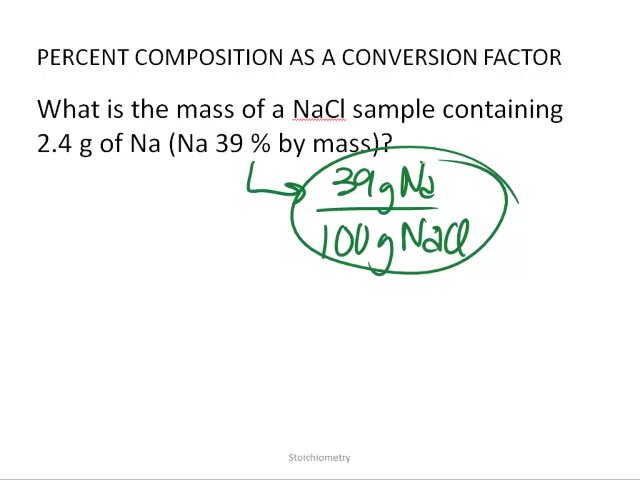 PERCENT COMPOSITION AS A CONVERSION FACTOR
What is the mass of a NaCl sample containing
2.4 g of Na (Na 39 % by mass)?
39 g Na
100 g NaCl
Stoichiometry